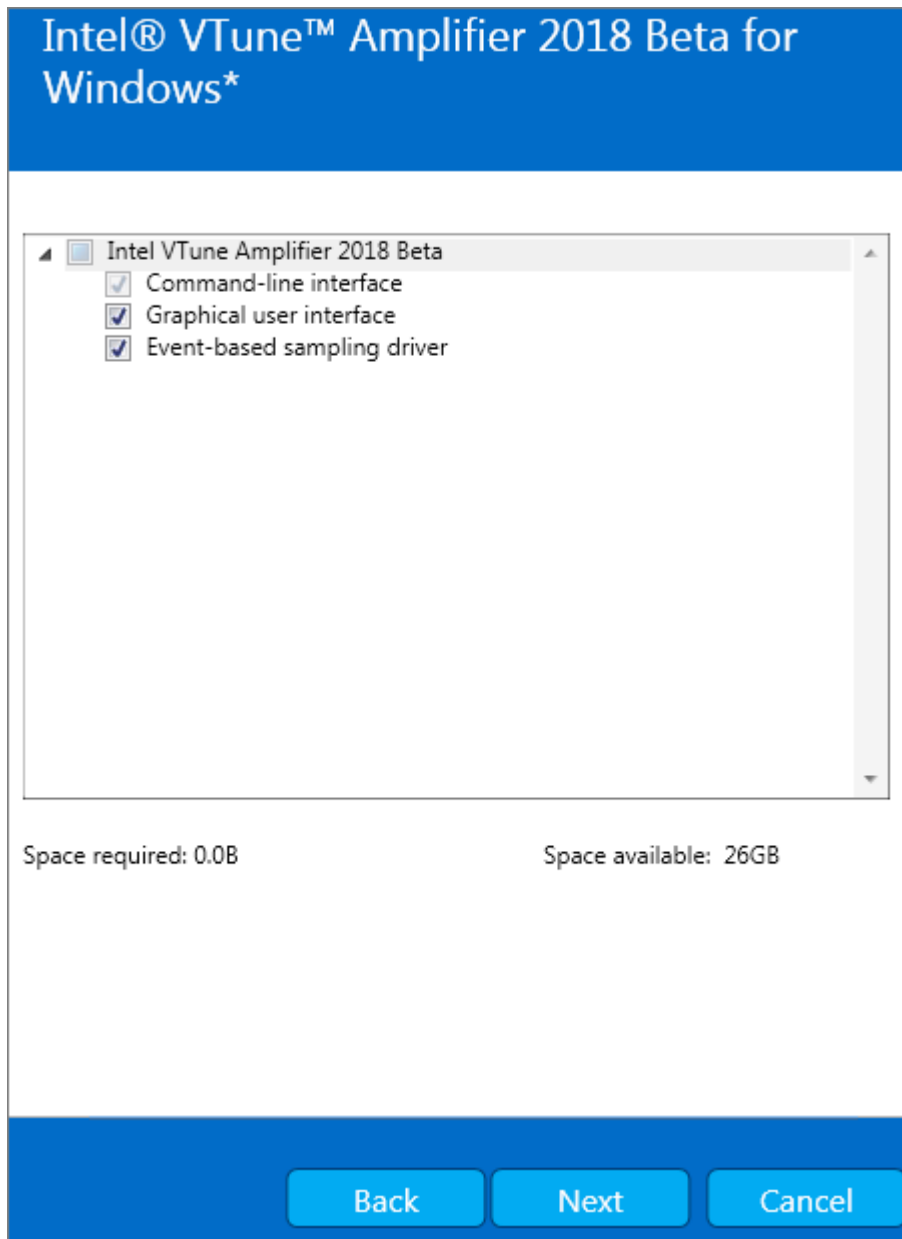 Intel® VTune™ Amplifier 2018 Beta for
Windows*
Intel VTune Amplifier 2018 Beta
Command-line interface
Graphical user interface
Event-based sampling driver
Space required: 0.0B Space available: 26GB
Back Next Cancel